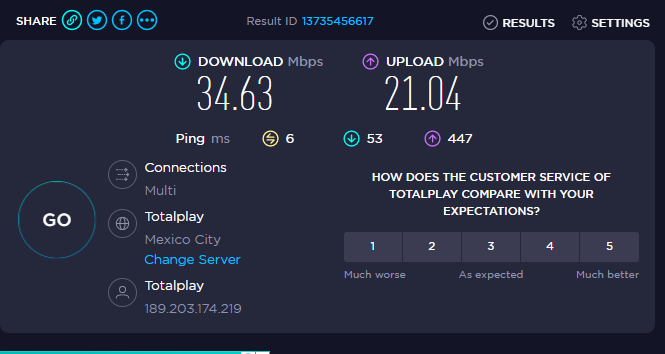 SHARE
Result ID 13735456617
RESULTS
SETTINGS
DOWNLOAD Mbps
34.63
UPLOAD Mbps
21.04
Ping ms 6 53 447
GO
Connections
Multi
Totalplay
Mexico City
Change Server
Totalplay
189.203.174.219
HOW DOES THE CUSTOMER SERVICE OF
TOTALPLAY COMPARE WITH YOUR
EXPECTATIONS?
1 2 3 4 5
Much worse As expected Much better